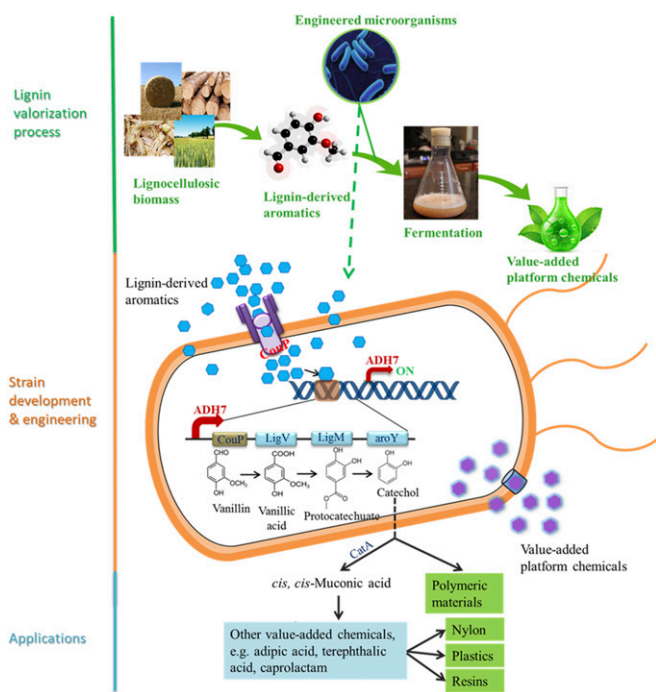 Engineered microorganisms
Lignin
valorization
process
Lignocellulosic
biomass
Lignin-derived
aromatics
Fermentation
Value-added
platform chemicals
Lignin-derived
aromatics
CouP
ADH7
ON
Strain
development
& engineering
ADH7
CouP
LigV
LigM
aroY
CHO
OCH3
OH
Vanillin
COOH
OCH3
OH
Vanillic
acid
OH
OH
O
O
Protocatechuate
OH
OH
Catechol
Value-added
platform chemicals
CatA
cis, cis-Muconic acid
Polymeric
materials
Applications
Other value-added chemicals,
e.g. adipic acid, terephthalic
acid, caprolactam
Nylon
Plastics
Resins